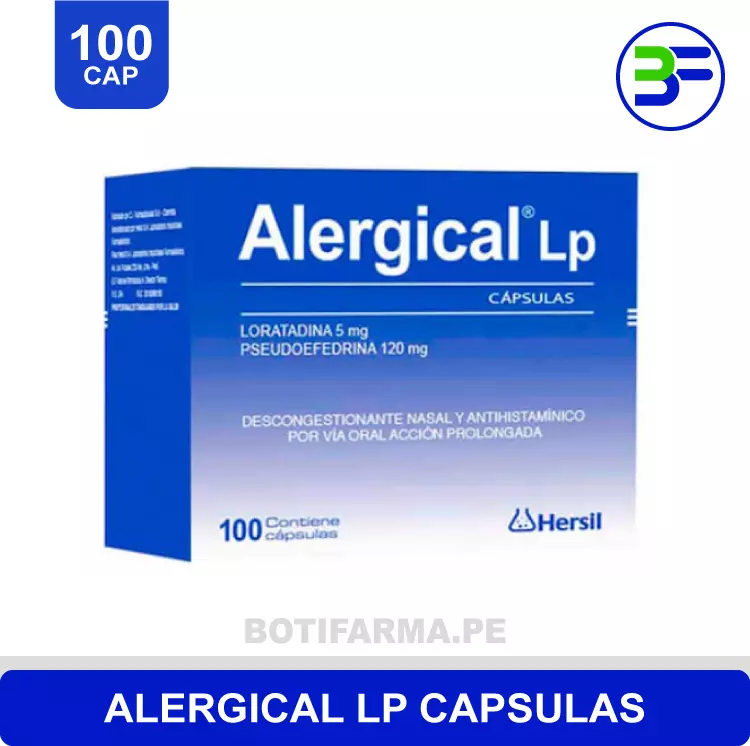 100
CAP
BF
Alergical® Lp
CÁPSULAS
LORATADINA 5 mg
PSEUDOEFEDRINA 120 mg
DESCONGESTIONANTE NASAL Y ANTIHISTAMÍNICO
POR VÍA ORAL ACCIÓN PROLONGADA
100 Contiene
cápsulas
Hersil
BOTIFARMA.PE
ALERGICAL LP CAPSULAS